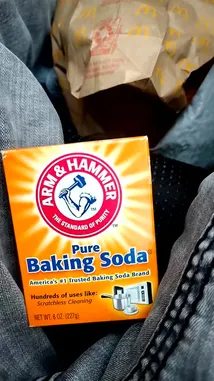 ARM & HAMMER
THE STANDARD OF PURITY
Pure
Baking Soda
America's #1 Trusted Baking Soda Brand
Hundreds of uses like:
Scratchless Cleaning
NET WT. 8 OZ. (227g)